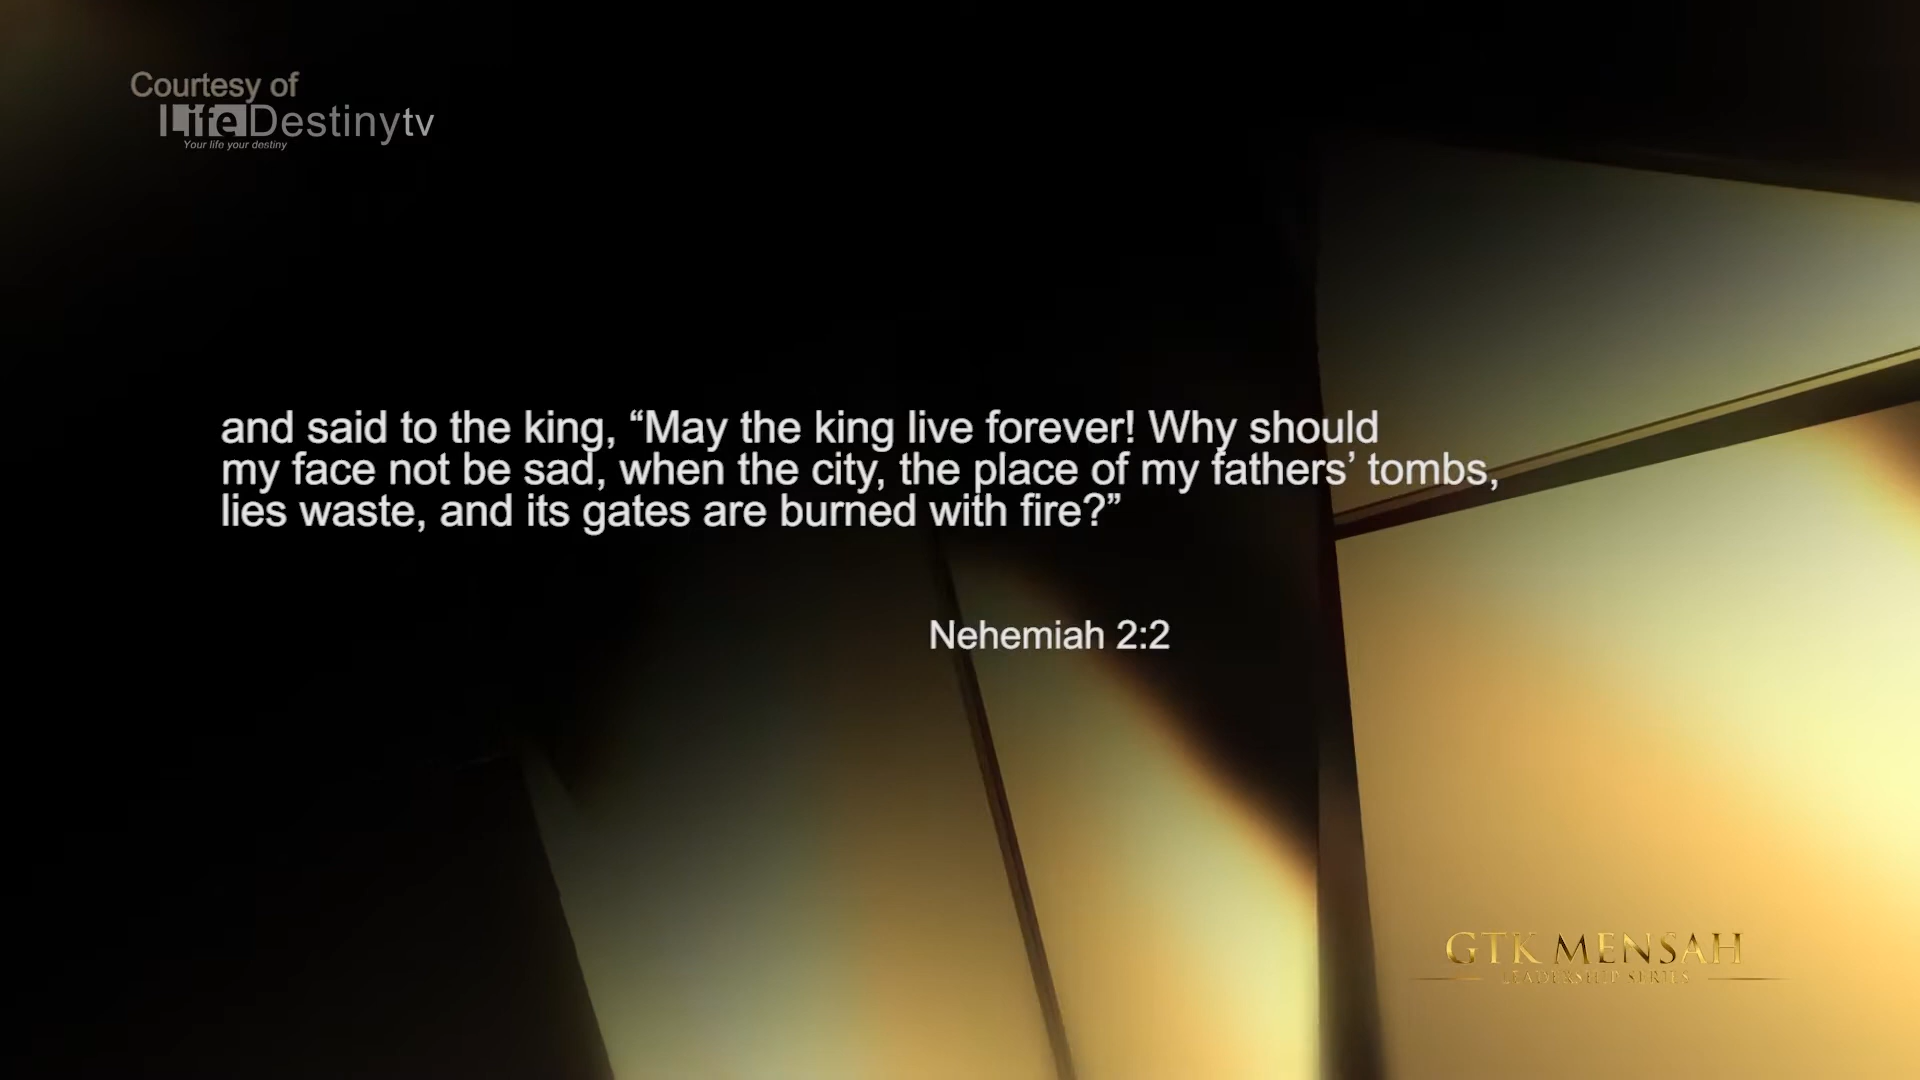 Courtesy of
LifeDestinytv
Your life your destiny
and said to the king, “May the king live forever! Why should
my face not be sad, when the city, the place of my fathers’ tombs,
lies waste, and its gates are burned with fire?”
Nehemiah 2:2
GTK MENSAH
LEADERSHIP SERIES